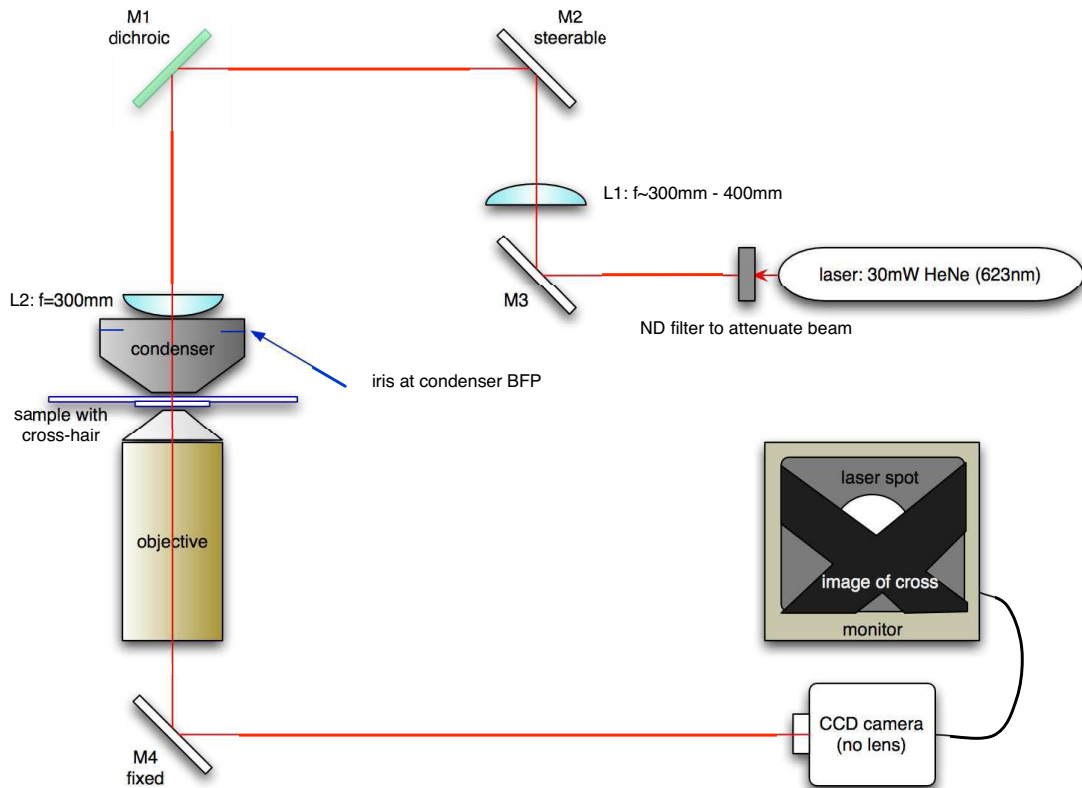 M1
dichroic
M2
steerable
L1: f~300mm - 400mm
laser: 30mW HeNe (623nm)
M3
L2: f=300mm
ND filter to attenuate beam
condenser
iris at condenser BFP
sample with
cross-hair
laser spot
objective
image of cross
monitor
CCD camera
(no lens)
M4
fixed